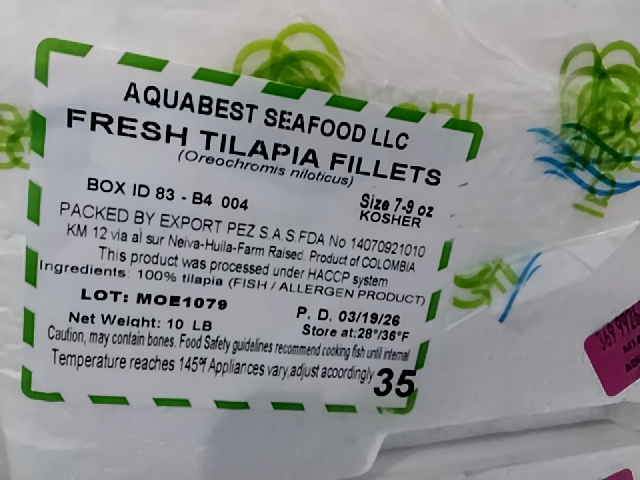 AQUABEST SEAFOOD LLC
FRESH TILAPIA FILLETS
(Oreochromis niloticus)
BOX ID 83 - B4 004
Size 7-9 oz
KOSHER
PACKED BY EXPORT PEZ S.A.S.FDA No 14070921010
KM 12 via al sur Neiva-Huila-Farm Raised. Product of COLOMBIA
This product was processed under HACCP system
Ingredients: 100% tilapia (FISH / ALLERGEN PRODUCT)
LOT: MOE1079
P. D. 03/19/26
Net Weight: 10 LB
Store at:28°/36°F
Caution, may contain bones. Food Safety guidelines recommend cooking fish until internal
Temperature reaches 145°f Appliances vary,adjust acoordingly
35